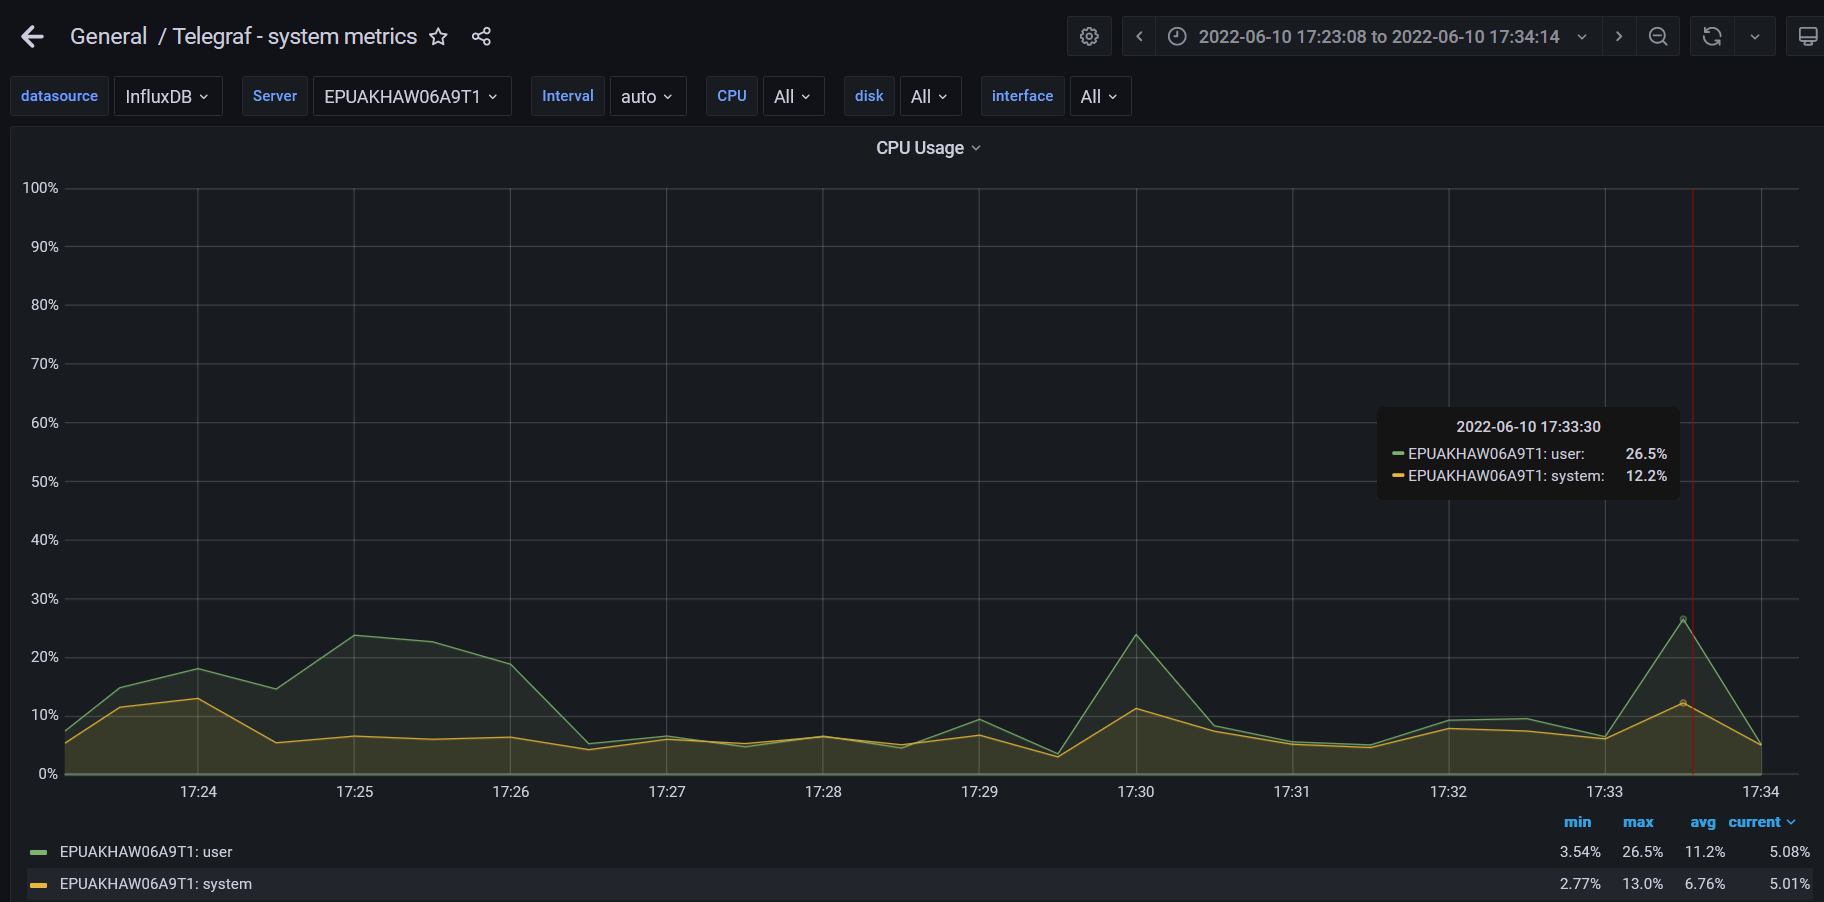 General / Telegraf - system metrics 2022-06-10 17:23:08 to 2022-06-10 17:34:14
datasource InfluxDB Server EPUAKHAW06A9T1 Interval auto CPU All disk All interface All
CPU Usage
100%
90%
80%
70%
60%
50%
40%
30%
20%
10%
0%
2022-06-10 17:33:30
EPUAKHAW06A9T1: user: 26.5%
EPUAKHAW06A9T1: system: 12.2%
17:24 17:25 17:26 17:27 17:28 17:29 17:30 17:31 17:32 17:33 17:34
min max avg current
EPUAKHAW06A9T1: user 3.54% 26.5% 11.2% 5.08%
EPUAKHAW06A9T1: system 2.77% 13.0% 6.76% 5.01%